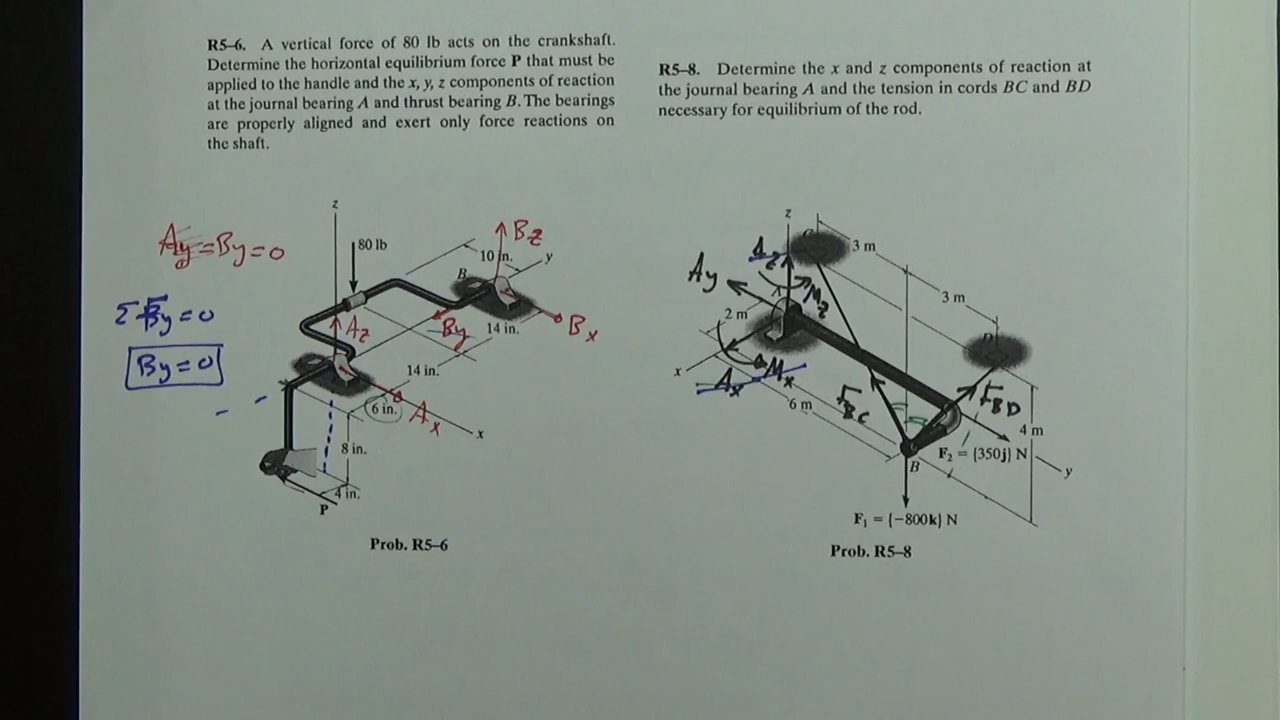 R5–6. A vertical force of 80 lb acts on the crankshaft.
Determine the horizontal equilibrium force P that must be
applied to the handle and the x, y, z components of reaction
at the journal bearing A and thrust bearing B. The bearings
are properly aligned and exert only force reactions on
the shaft.
R5–8. Determine the x and z components of reaction at
the journal bearing A and the tension in cords BC and BD
necessary for equilibrium of the rod.
Ay = By = 0
By = 0
z
80 lb
Bz
10 in.
y
B
Bx
Az
By
14 in.
14 in.
6 in.
Ax
x
8 in.
4 in.
P
Prob. R5–6
z
Az
3 m
Ay
Mz
3 m
A
2 m
D
x
Ax
Mx
6 m
FBC
FBD
4 m
B
F₂ = {350j} N
y
F₁ = {−800k} N
Prob. R5–8